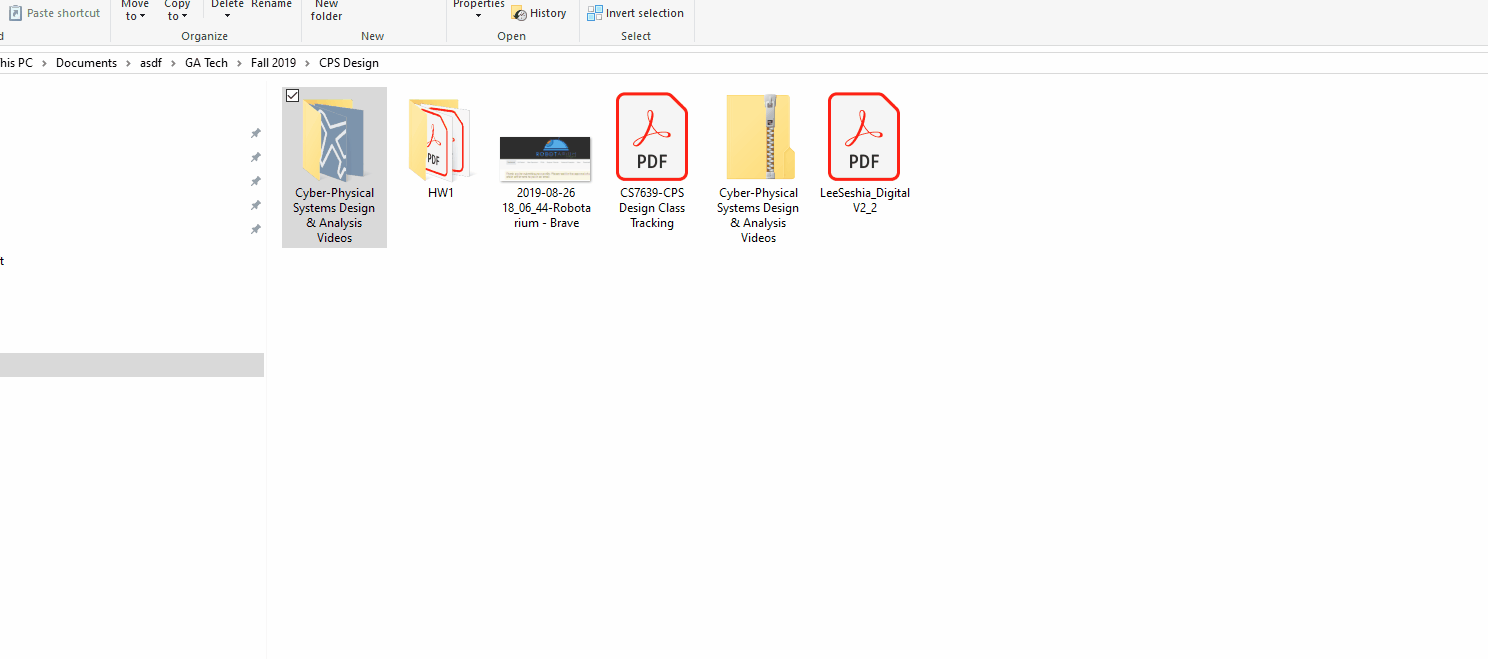 Move
to
Copy
to
Delete
Rename
New
folder
Properties
History
Invert selection
Paste shortcut
d
Organize
New
Open
Select
his PC > Documents > asdf > GA Tech > Fall 2019 > CPS Design
Cyber-Physical
Systems Design
& Analysis
Videos
PDF
HW1
2019-08-26
18_06_44-Robota
rium - Brave
PDF
CS7639-CPS
Design Class
Tracking
Cyber-Physical
Systems Design
& Analysis
Videos
PDF
LeeSeshia_Digital
V2_2
t